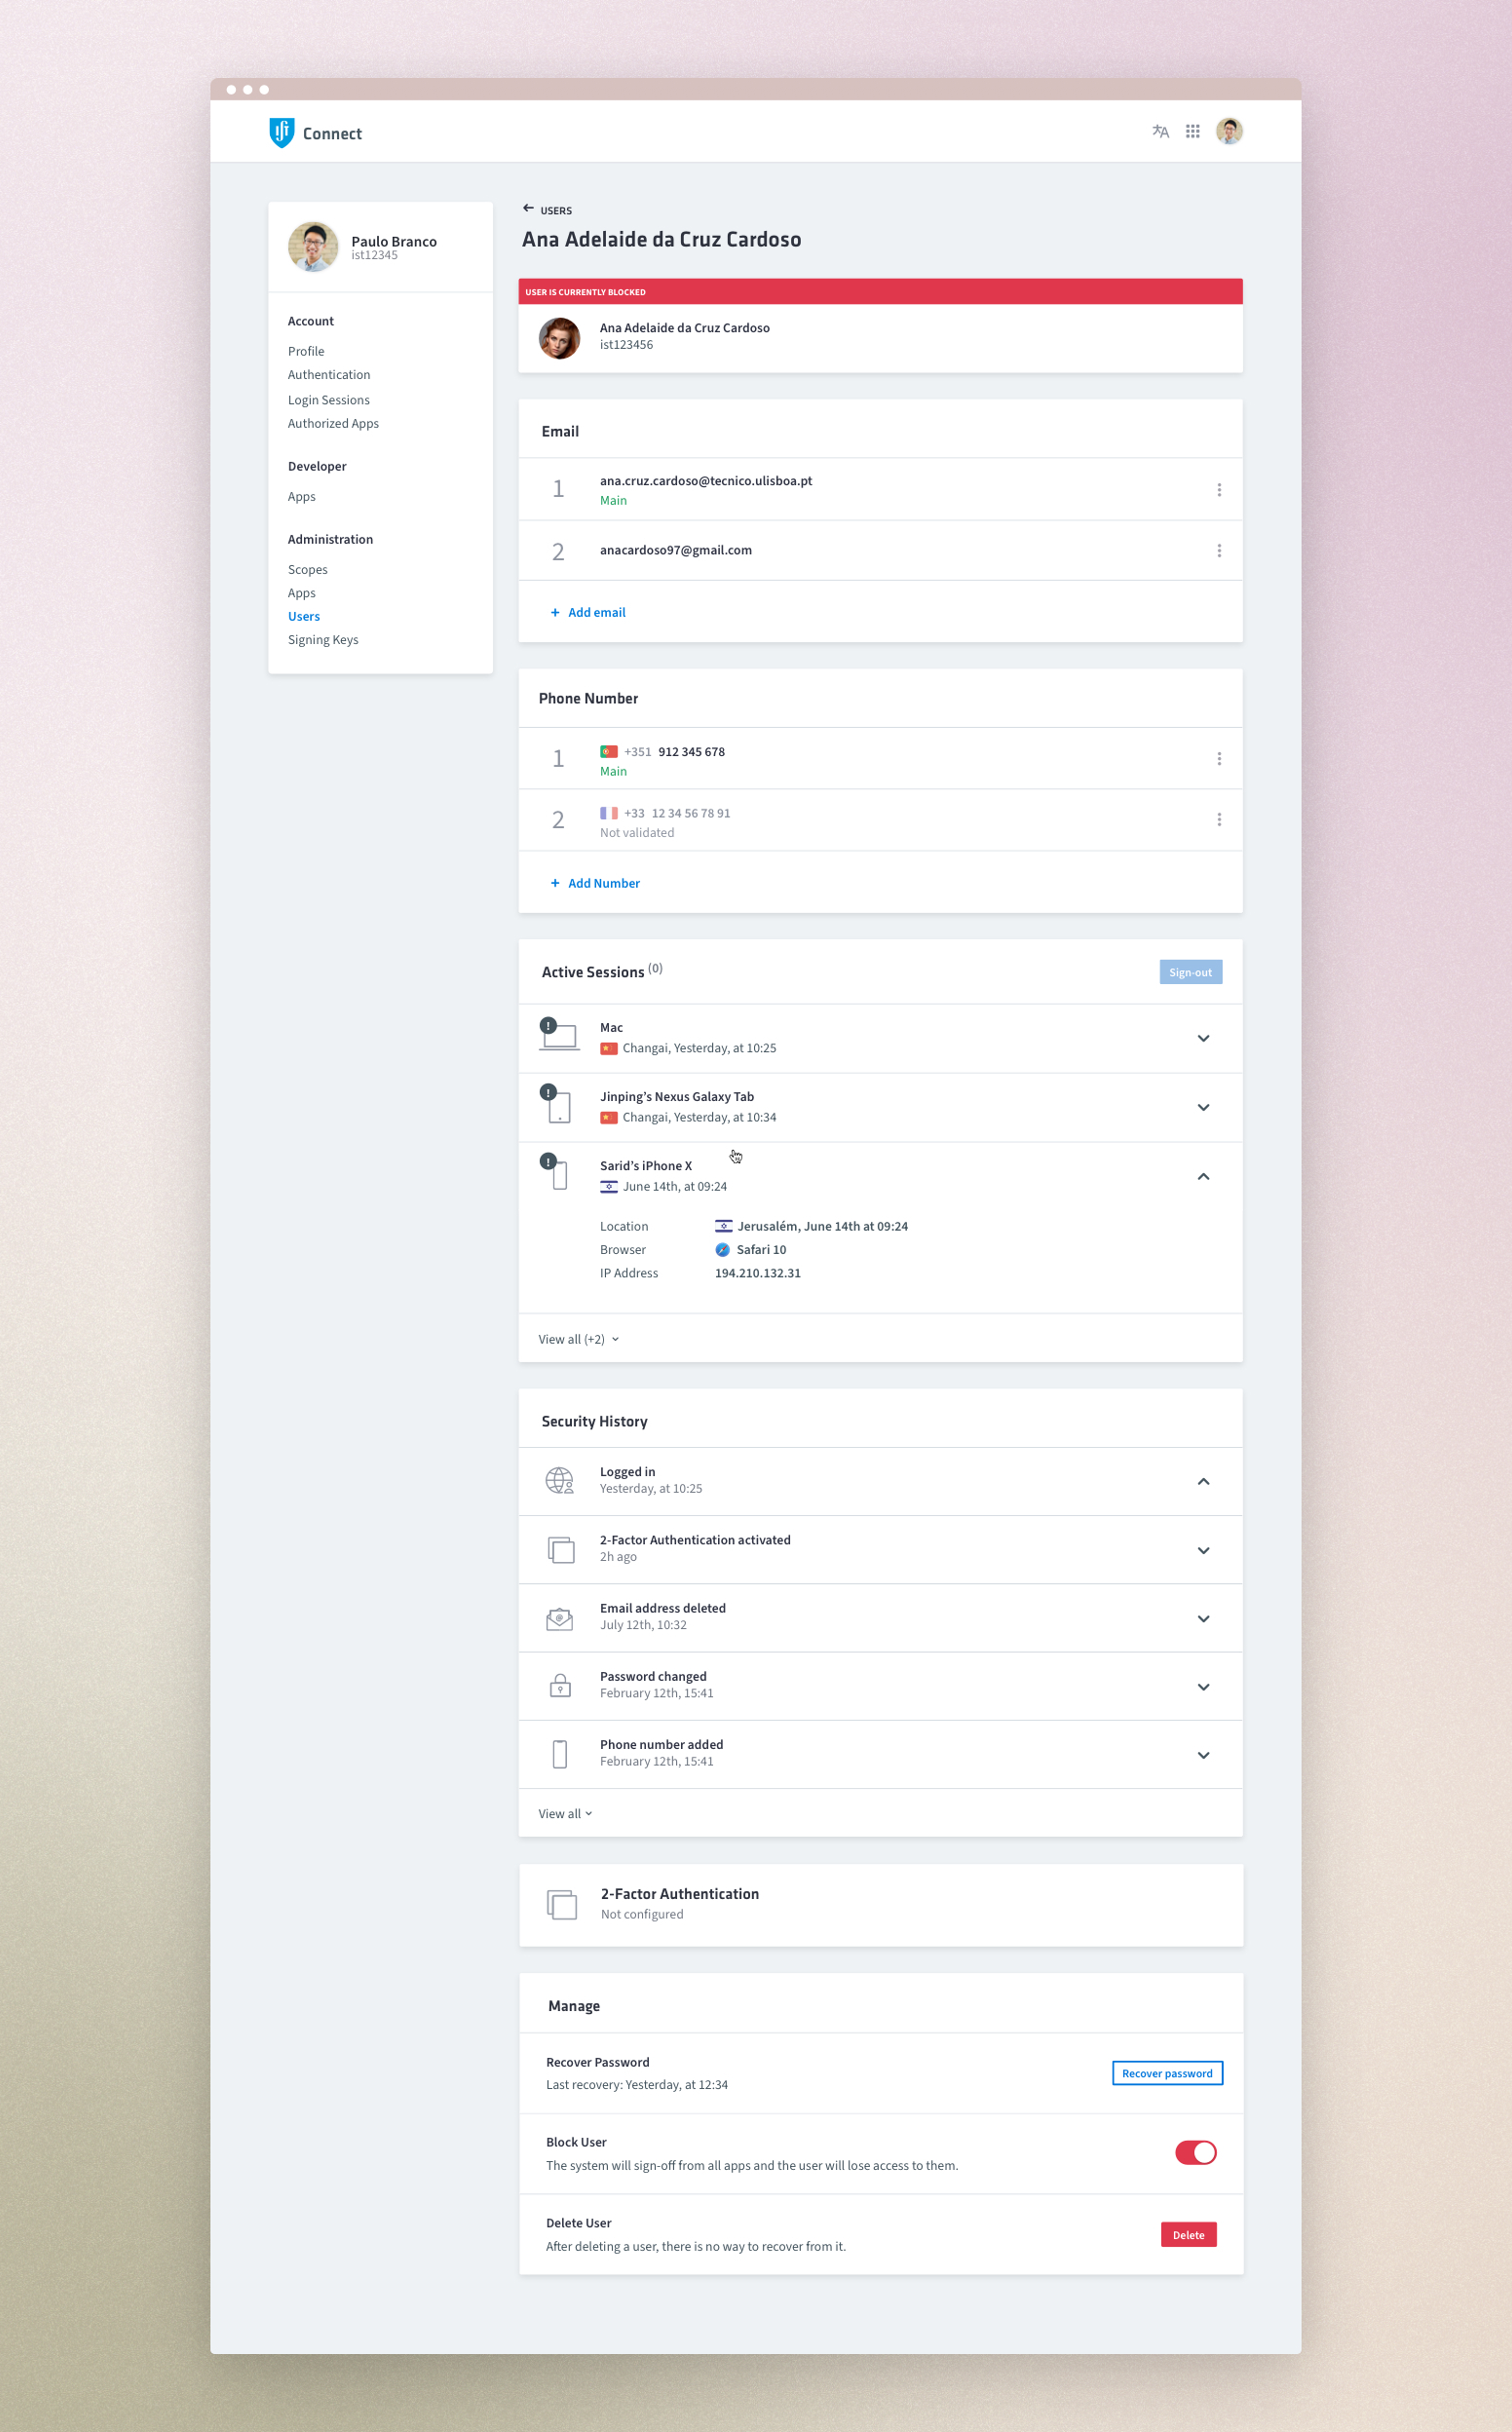 Connect
Paulo Branco
ist12345
Account
Profile
Authentication
Login Sessions
Authorized Apps
Developer
Apps
Administration
Scopes
Apps
Users
Signing Keys
USERS
Ana Adelaide da Cruz Cardoso
USER IS CURRENTLY BLOCKED
Ana Adelaide da Cruz Cardoso
ist123456
Email
1
ana.cruz.cardoso@tecnico.ulisboa.pt
Main
2
anacardoso97@gmail.com
+ Add email
Phone Number
1
+351 912 345 678
Main
2
+33 12 34 56 78 91
Not validated
+ Add Number
Active Sessions (0)
Sign-out
!
Mac
Changai, Yesterday, at 10:25
!
Jinping’s Nexus Galaxy Tab
Changai, Yesterday, at 10:34
!
Sarid’s iPhone X
June 14th, at 09:24
Location Jerusalém, June 14th at 09:24
Browser Safari 10
IP Address 194.210.132.31
View all (+2)
Security History
Logged in
Yesterday, at 10:25
2-Factor Authentication activated
2h ago
Email address deleted
July 12th, 10:32
Password changed
February 12th, 15:41
Phone number added
February 12th, 15:41
View all
2-Factor Authentication
Not configured
Manage
Recover Password
Last recovery: Yesterday, at 12:34
Recover password
Block User
The system will sign-off from all apps and the user will lose access to them.
Delete User
After deleting a user, there is no way to recover from it.
Delete